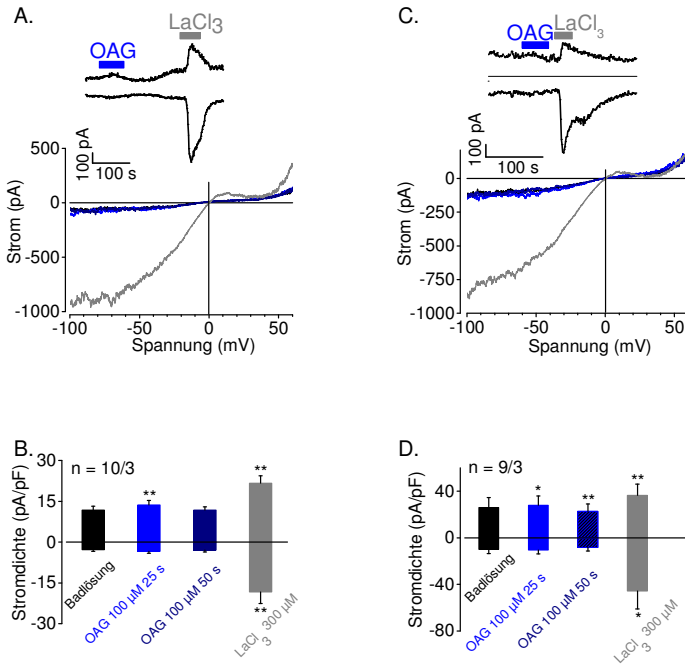 A.
OAG
LaCl3
100 pA
100 s
500
0
-500
-1000
Strom (pA)
-100
-50
0
50
Spannung (mV)
C.
OAG
LaCl3
100 pA
100 s
0
-250
-500
-750
-1000
Strom (pA)
-100
-50
0
50
Spannung (mV)
B.
n = 10/3
30
15
0
-15
-30
Stromdichte (pA/pF)
**
**
**
Badlösung
OAG 100 µM 25 s
OAG 100 µM 50 s
LaCl3 300 µM
D.
n = 9/3
40
0
-40
-80
Stromdichte (pA/pF)
*
**
**
*
Badlösung
OAG 100 µM 25 s
OAG 100 µM 50 s
LaCl3 300 µM